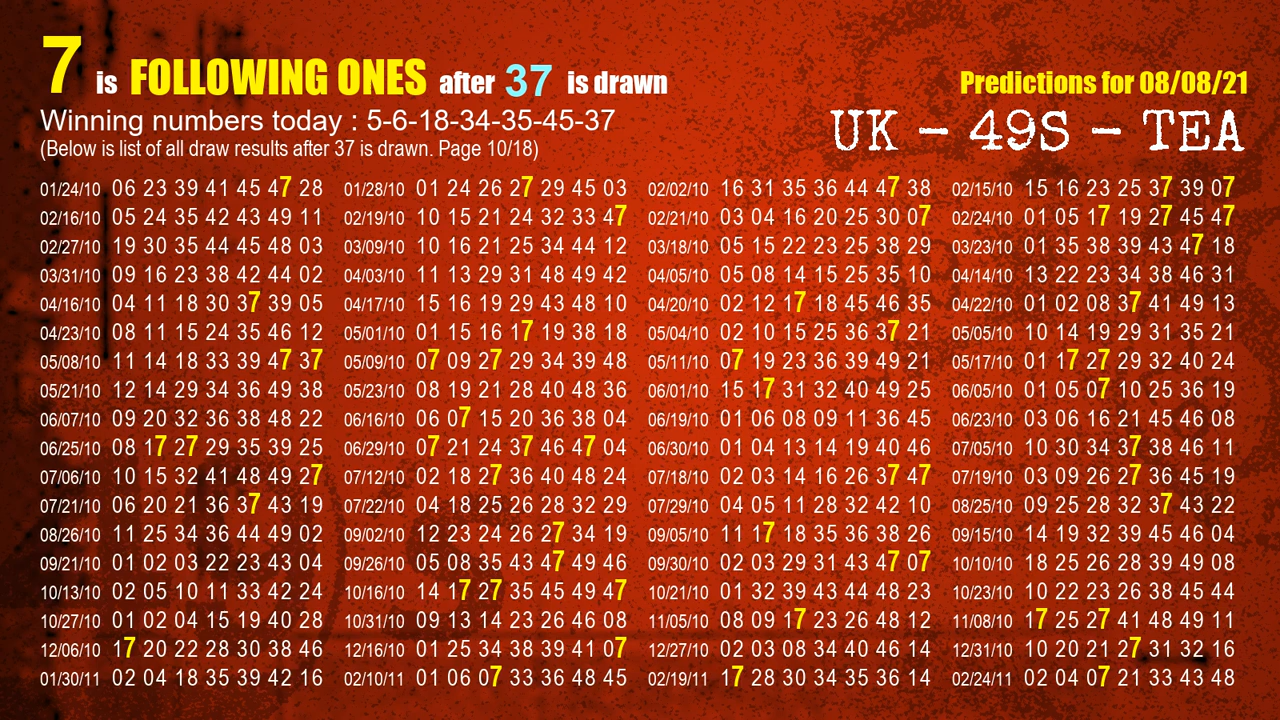 7 is FOLLOWING ONES after 37 is drawn
Predictions for 08/08/21
Winning numbers today : 5-6-18-34-35-45-37
UK - 49S - TEA
(Below is list of all draw results after 37 is drawn. Page 10/18)
01/24/10 06 23 39 41 45 47 28 01/28/10 01 24 26 27 29 45 03 02/02/10 16 31 35 36 44 47 38 02/15/10 15 16 23 25 37 39 07
02/16/10 05 24 35 42 43 49 11 02/19/10 10 15 21 24 32 33 47 02/21/10 03 04 16 20 25 30 07 02/24/10 01 05 17 19 27 45 47
02/27/10 19 30 35 44 45 48 03 03/09/10 10 16 21 25 34 44 12 03/18/10 05 15 22 23 25 38 29 03/23/10 01 35 38 39 43 47 18
03/31/10 09 16 23 38 42 44 02 04/03/10 11 13 29 31 48 49 42 04/05/10 05 08 14 15 25 35 10 04/14/10 13 22 23 34 38 46 31
04/16/10 04 11 18 30 37 39 05 04/17/10 15 16 19 29 43 48 10 04/20/10 02 12 17 18 45 46 35 04/22/10 01 02 08 37 41 49 13
04/23/10 08 11 15 24 35 46 12 05/01/10 01 15 16 17 19 38 18 05/04/10 02 10 15 25 36 37 21 05/05/10 10 14 19 29 31 35 21
05/08/10 11 14 18 33 39 47 37 05/09/10 07 09 27 29 34 39 48 05/11/10 07 19 23 36 39 49 21 05/17/10 01 17 27 29 32 40 24
05/21/10 12 14 29 34 36 49 38 05/23/10 08 19 21 28 40 48 36 06/01/10 15 17 31 32 40 49 25 06/05/10 01 05 07 10 25 36 19
06/07/10 09 20 32 36 38 48 22 06/16/10 06 07 15 20 36 38 04 06/19/10 01 06 08 09 11 36 45 06/23/10 03 06 16 21 45 46 08
06/25/10 08 17 27 29 35 39 25 06/29/10 07 21 24 37 46 47 04 06/30/10 01 04 13 14 19 40 46 07/05/10 10 30 34 37 38 46 11
07/06/10 10 15 32 41 48 49 27 07/12/10 02 18 27 36 40 48 24 07/18/10 02 03 14 16 26 37 47 07/19/10 03 09 26 27 36 45 19
07/21/10 06 20 21 36 37 43 19 07/22/10 04 18 25 26 28 32 29 07/29/10 04 05 11 28 32 42 10 08/25/10 09 25 28 32 37 43 22
08/26/10 11 25 34 36 44 49 02 09/02/10 12 23 24 26 27 34 19 09/05/10 11 17 18 35 36 38 26 09/15/10 14 19 32 39 45 46 04
09/21/10 01 02 03 22 23 43 04 09/26/10 05 08 35 43 47 49 46 09/30/10 02 03 29 31 43 47 07 10/10/10 18 25 26 28 39 49 08
10/13/10 02 05 10 11 33 42 24 10/16/10 14 17 27 35 45 49 47 10/21/10 01 32 39 43 44 48 23 10/23/10 10 22 23 26 38 45 44
10/27/10 01 02 04 15 19 40 28 10/31/10 09 13 14 23 26 46 08 11/05/10 08 09 17 23 26 48 12 11/08/10 17 25 27 41 48 49 11
12/06/10 17 20 22 28 30 38 46 12/16/10 01 25 34 38 39 41 07 12/27/10 02 03 08 34 40 46 14 12/31/10 10 20 21 27 31 32 16
01/30/11 02 04 18 35 39 42 16 02/10/11 01 06 07 33 36 48 45 02/19/11 17 28 30 34 35 36 14 02/24/11 02 04 07 21 33 43 48